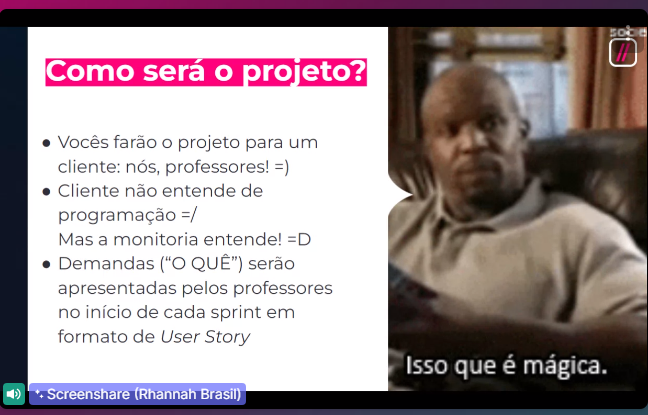 Como será o projeto?
● Vocês farão o projeto para um
cliente: nós, professores! =)
● Cliente não entende de
programação =/
Mas a monitoria entende! =D
● Demandas (“O QUÊ”) serão
apresentadas pelos professores
no início de cada sprint em
formato de User Story
Isso que é mágica.
Screenshare (Rhannah Brasil)